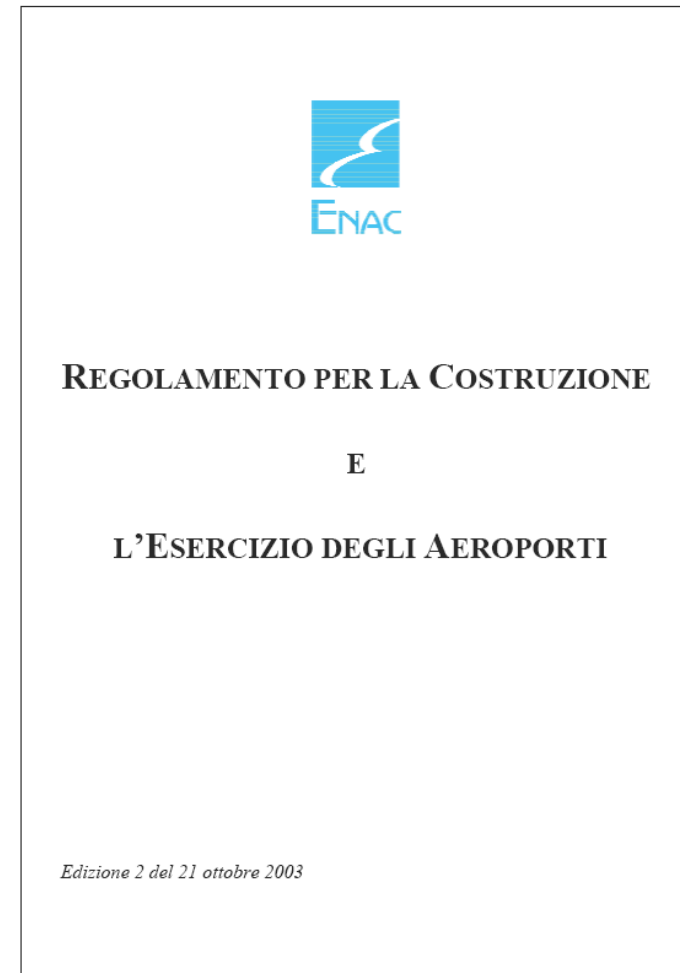 ENAC
REGOLAMENTO PER LA COSTRUZIONE
E
L'ESERCIZIO DEGLI AEROPORTI
Edizione 2 del 21 ottobre 2003